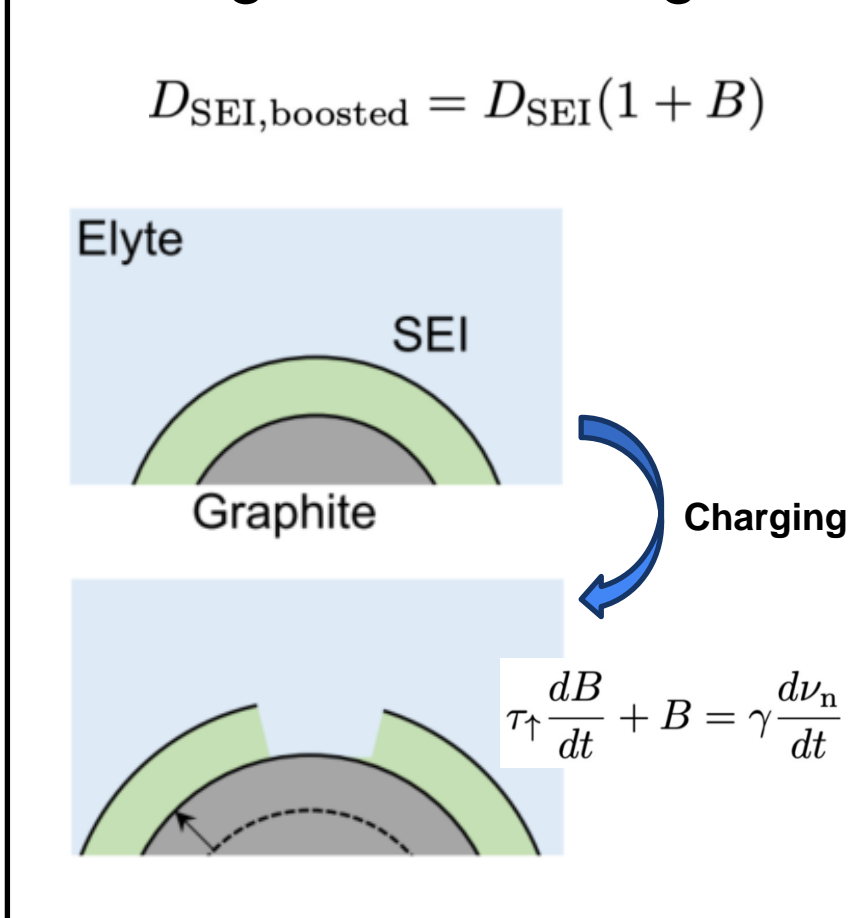 D_SEI,boosted = D_SEI(1 + B)
Elyte
SEI
Graphite
Charging
τ↑ dB/dt + B = γ dν_n/dt